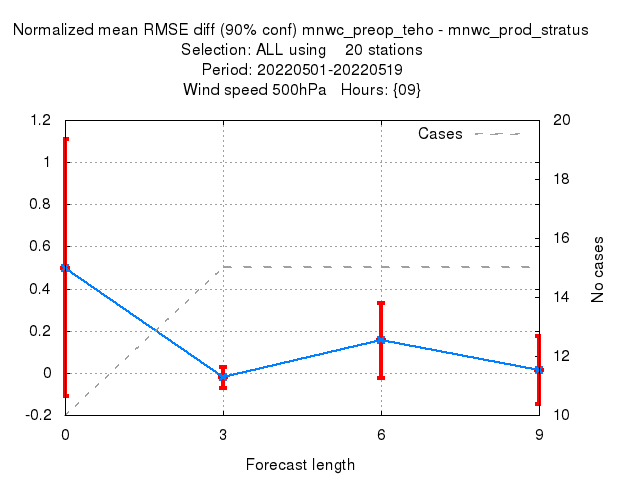 Normalized mean RMSE diff (90% conf) mnwc_preop_teho - mnwc_prod_stratus
Selection: ALL using    20 stations
Period: 20220501-20220519
Wind speed 500hPa   Hours: {09}
Cases
1.2
1
0.8
0.6
0.4
0.2
0
-0.2
20
18
16
14
12
10
No cases
0
3
6
9
Forecast length